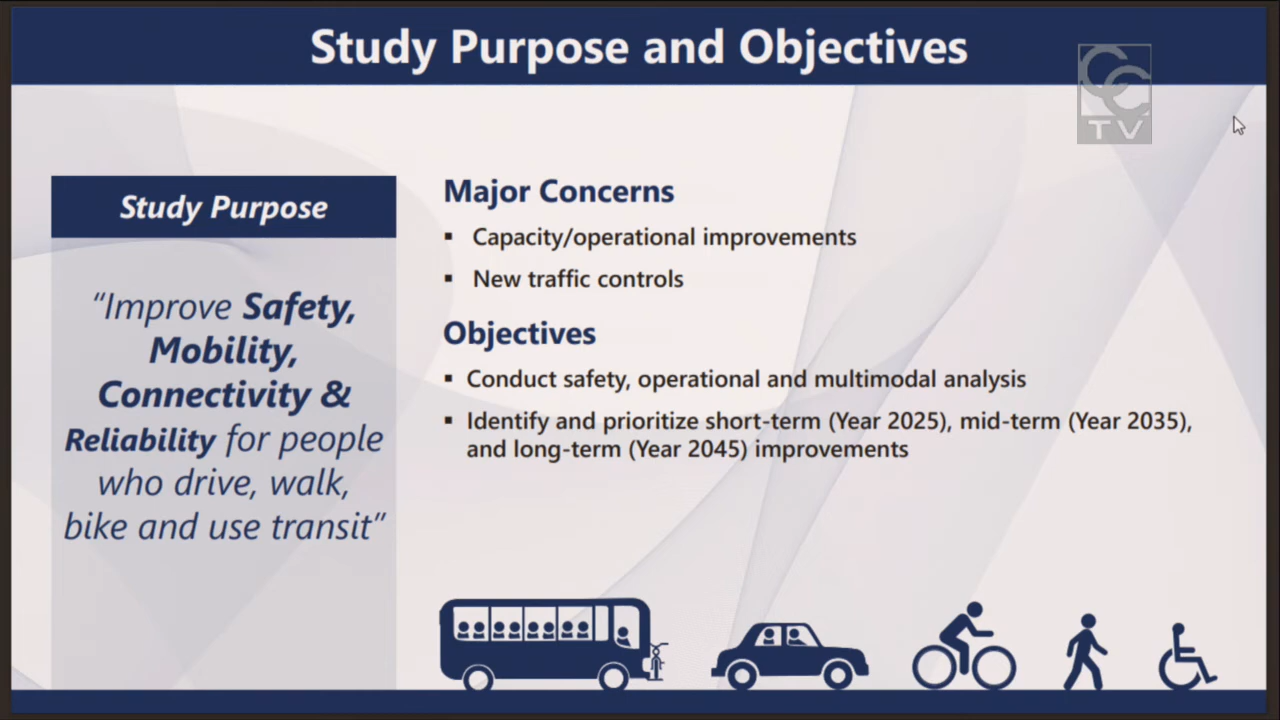 Study Purpose and Objectives
CC
TV
Study Purpose
“Improve Safety,
Mobility,
Connectivity &
Reliability for people
who drive, walk,
bike and use transit”
Major Concerns
▪ Capacity/operational improvements
▪ New traffic controls
Objectives
▪ Conduct safety, operational and multimodal analysis
▪ Identify and prioritize short-term (Year 2025), mid-term (Year 2035),
and long-term (Year 2045) improvements